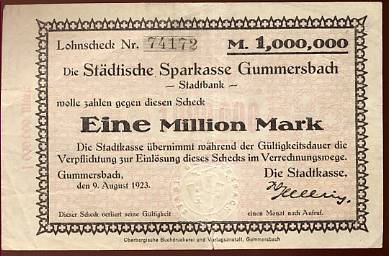 Lohnscheck Nr. 74172 M. 1,000,000
Die Städtische Sparkasse Gummersbach
— Stadtbank —
wolle zahlen gegen diesen Scheck
Eine Million Mark
Die Stadtkasse übernimmt während der Gültigkeitsdauer die
Verpflichtung zur Einlösung dieses Schecks im Verrechnungswege.
Gummersbach, Die Stadtkasse.
den 9. August 1923.
Dieser Scheck verliert seine Gültigkeit einen Monat nach Aufruf.
Oberbergische Buchdruckerei und Verlagsanstalt, Gummersbach